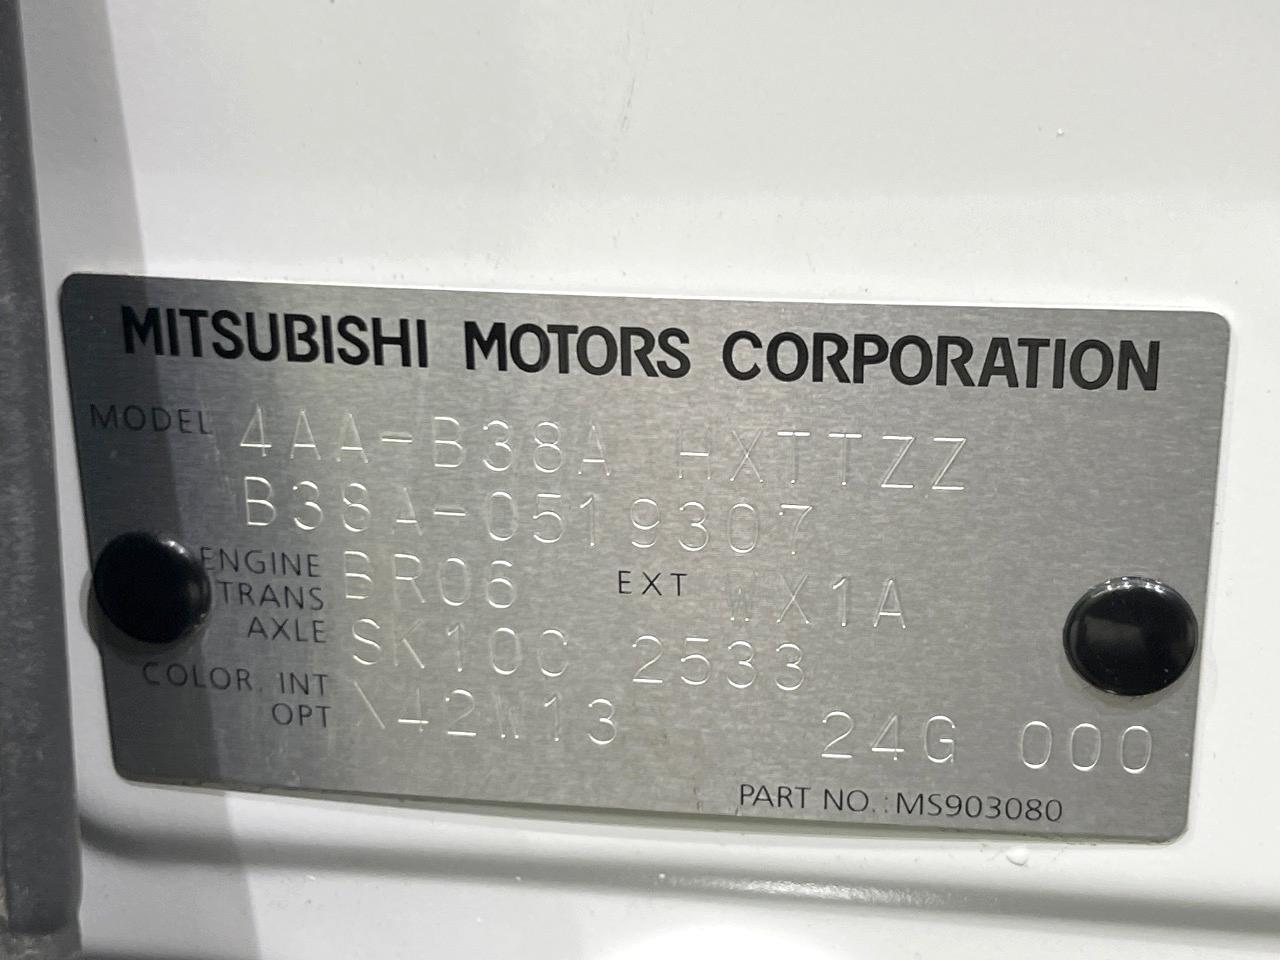 MITSUBISHI MOTORS CORPORATION
MODEL 4AA-B38A HXTTZZ
B38A-0519307
ENGINE BR06 EXT WX1A
TRANS
AXLE SK10C 2533
COLOR, INT
OPT 42W13 24G 000
PART NO.:MS903080